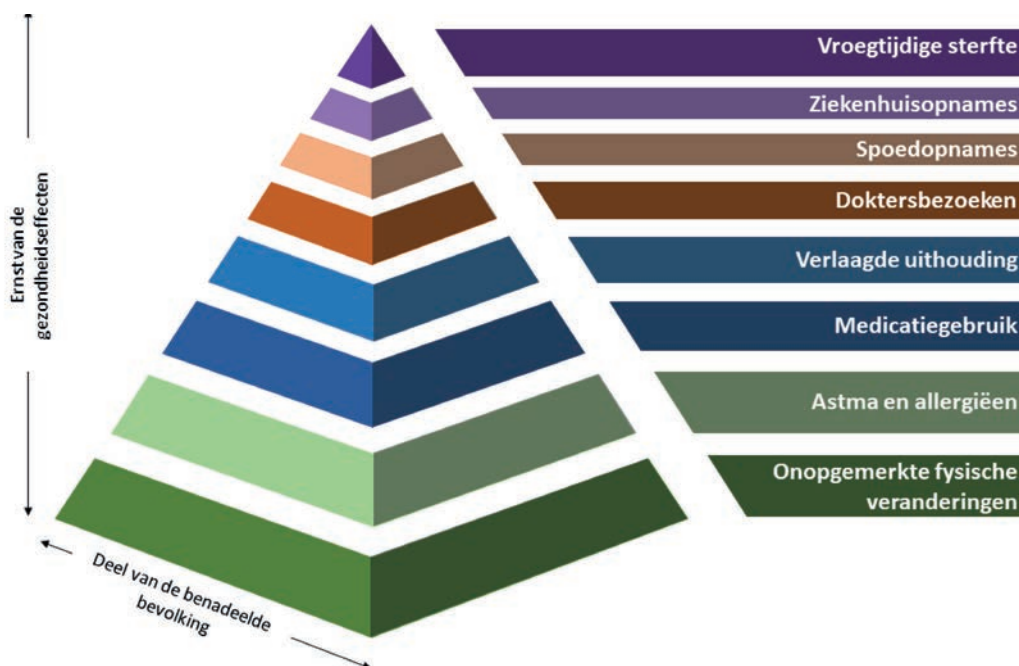 Vroegtijdige sterfte
Ziekenhuisopnames
Spoedopnames
Doktersbezoeken
Verlaagde uithouding
Medicatiegebruik
Astma en allergiëen
Onopgemerkte fysische
veranderingen
Ernst van de
gezondheidseffecten
Deel van de benadeelde
bevolking